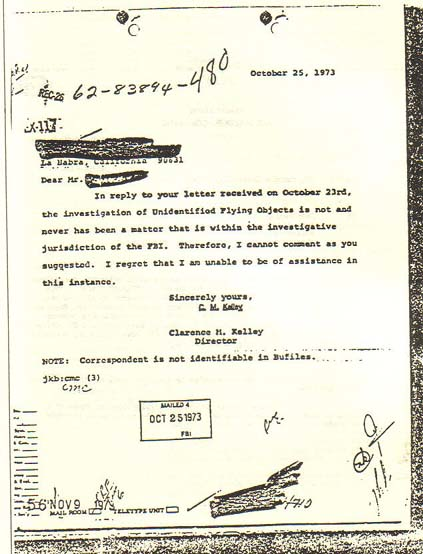 October 25, 1973
REC-26 62-83894-480
EX-117
La Habra, California 90631
Dear Mr.
In reply to your letter received on October 23rd,
the investigation of Unidentified Flying Objects is not and
never has been a matter that is within the investigative
jurisdiction of the FBI. Therefore, I cannot comment as you
suggested. I regret that I am unable to be of assistance in
this instance.
Sincerely yours,
C. M. Kelley
Clarence M. Kelley
Director
NOTE: Correspondent is not identifiable in Bufiles.
jkb:cmc (3)
cmc
MAILED 4
OCT 25 1973
FBI
56 NOV 9 1973
MAIL ROOM TELETYPE UNIT